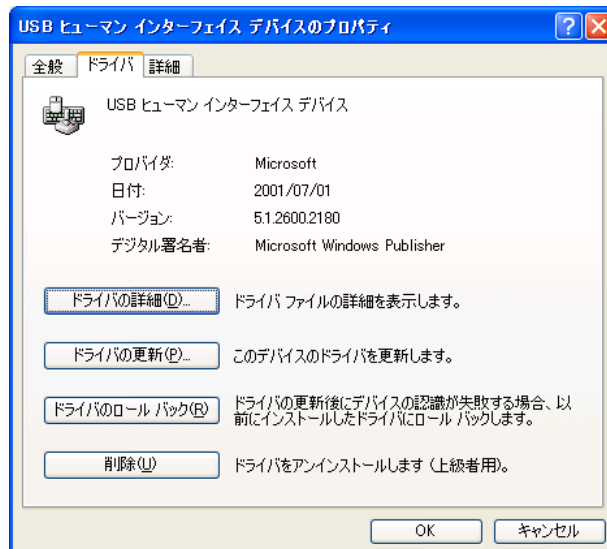 USB ヒューマン インターフェイス デバイスのプロパティ
全般 ドライバ 詳細
USB ヒューマン インターフェイス デバイス
プロバイダ: Microsoft
日付: 2001/07/01
バージョン: 5.1.2600.2180
デジタル署名者: Microsoft Windows Publisher
ドライバの詳細(D)... ドライバ ファイルの詳細を表示します。
ドライバの更新(P)... このデバイスのドライバを更新します。
ドライバのロール バック(R) ドライバの更新後にデバイスの認識が失敗する場合、以
前にインストールしたドライバにロール バックします。
削除(U) ドライバをアンインストールします (上級者用)。
OK キャンセル